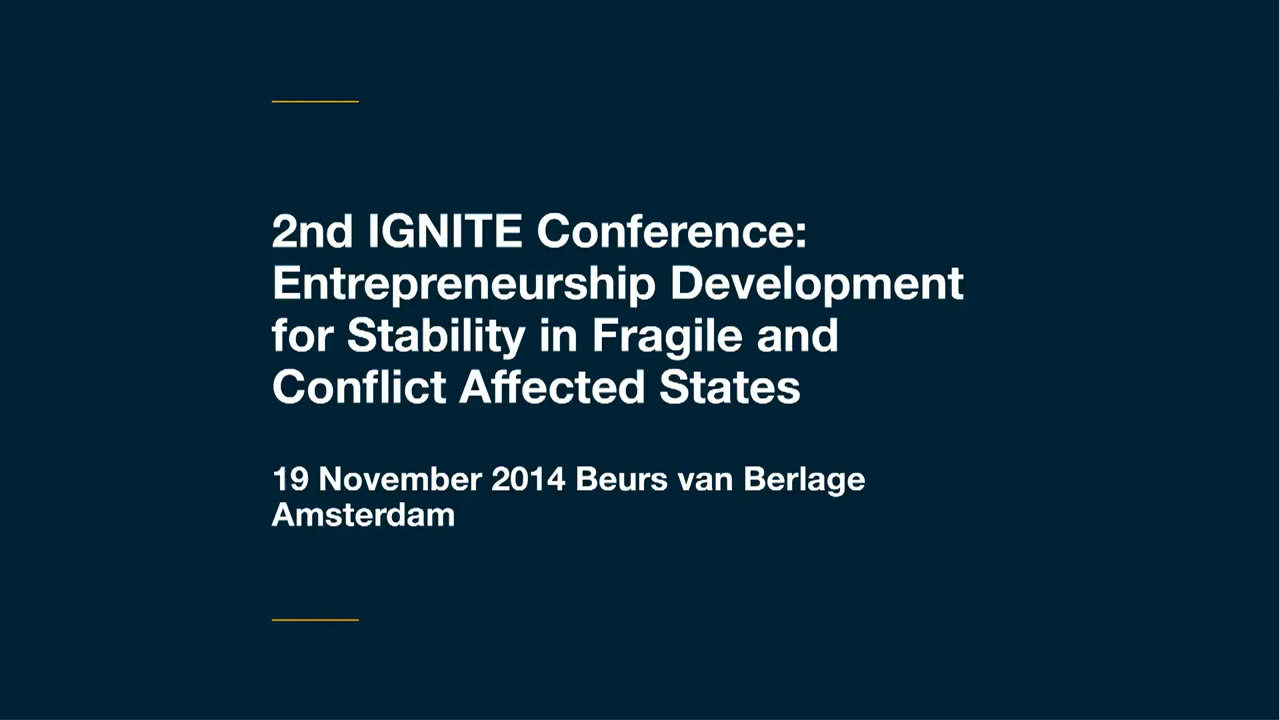 2nd IGNITE Conference:
Entrepreneurship Development
for Stability in Fragile and
Conflict Affected States
19 November 2014 Beurs van Berlage
Amsterdam